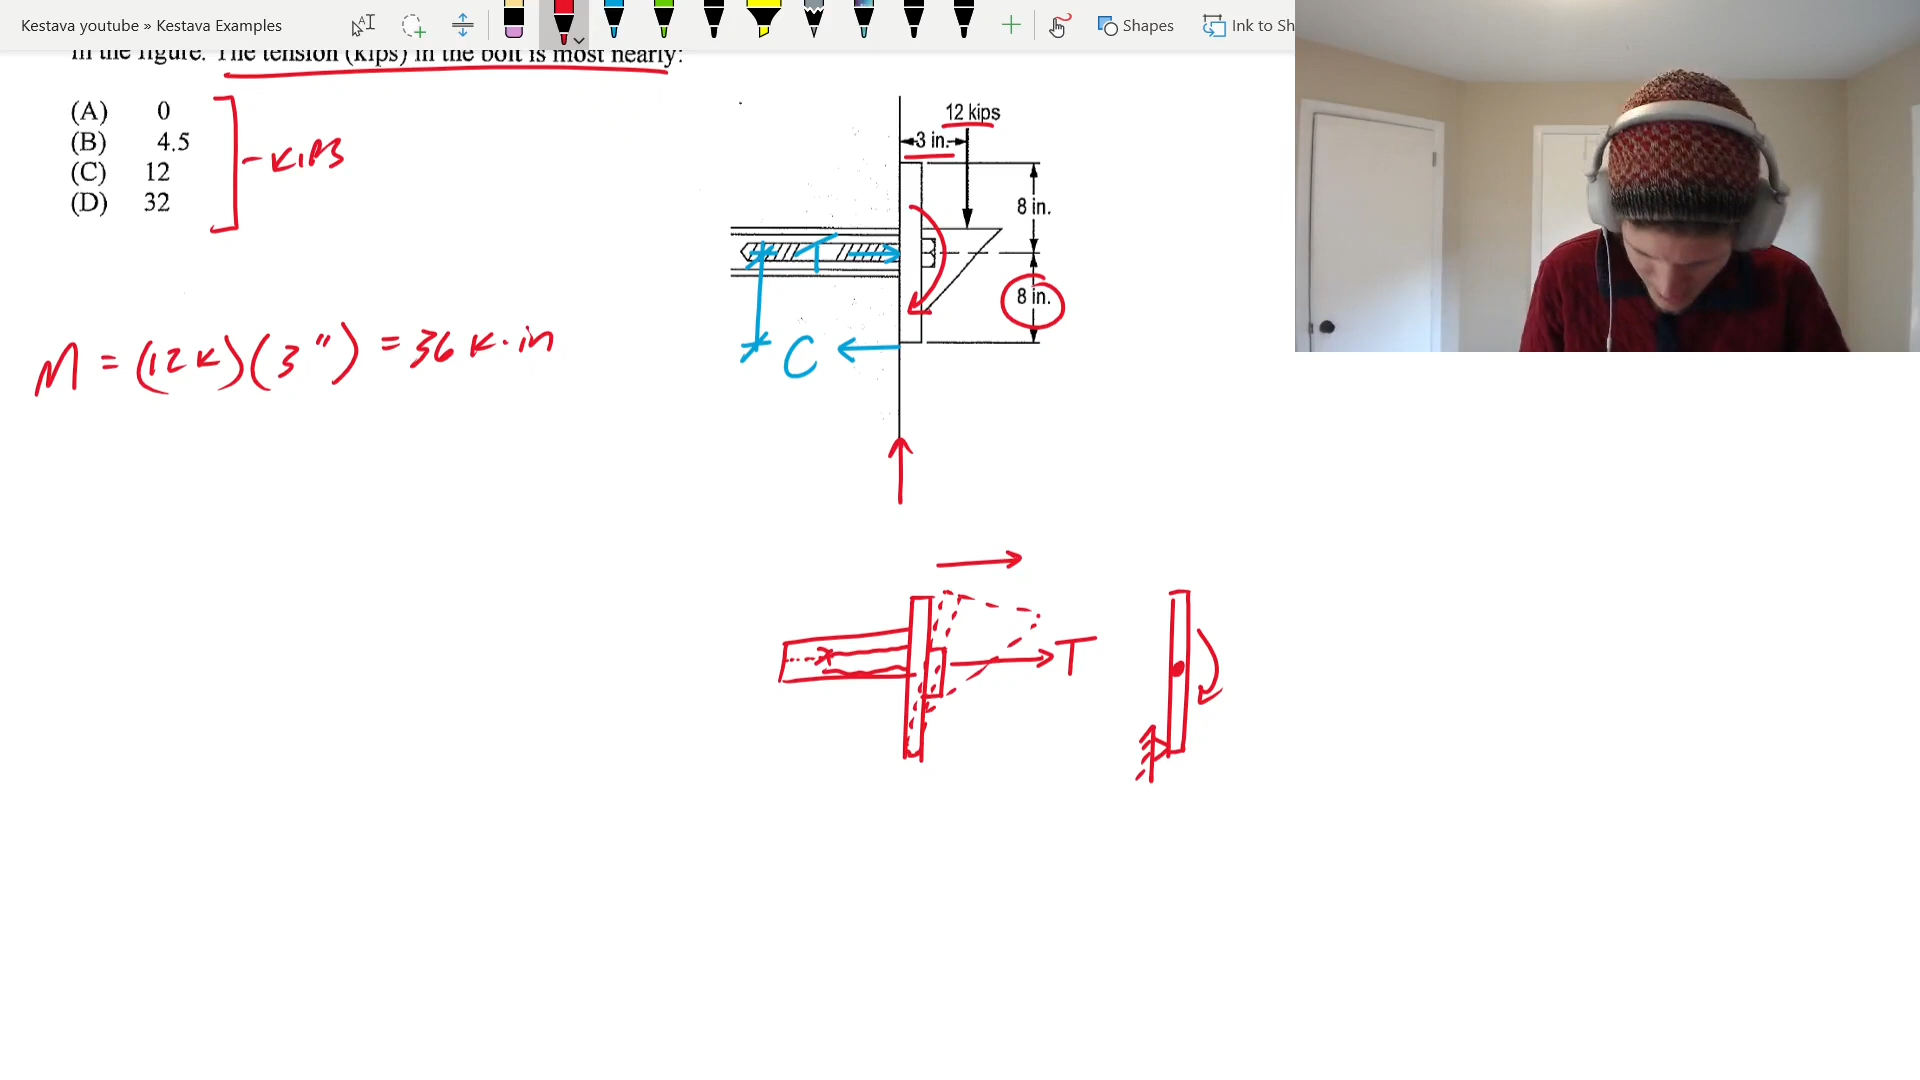 Kestava youtube » Kestava Examples
Shapes
Ink to Sh
in the figure. The tension (kips) in the bolt is most nearly:
(A) 0
(B) 4.5
(C) 12
(D) 32
- KIPS
12 kips
3 in.
8 in.
8 in.
T
C
M = (12 K)(3") = 36 K·in
T